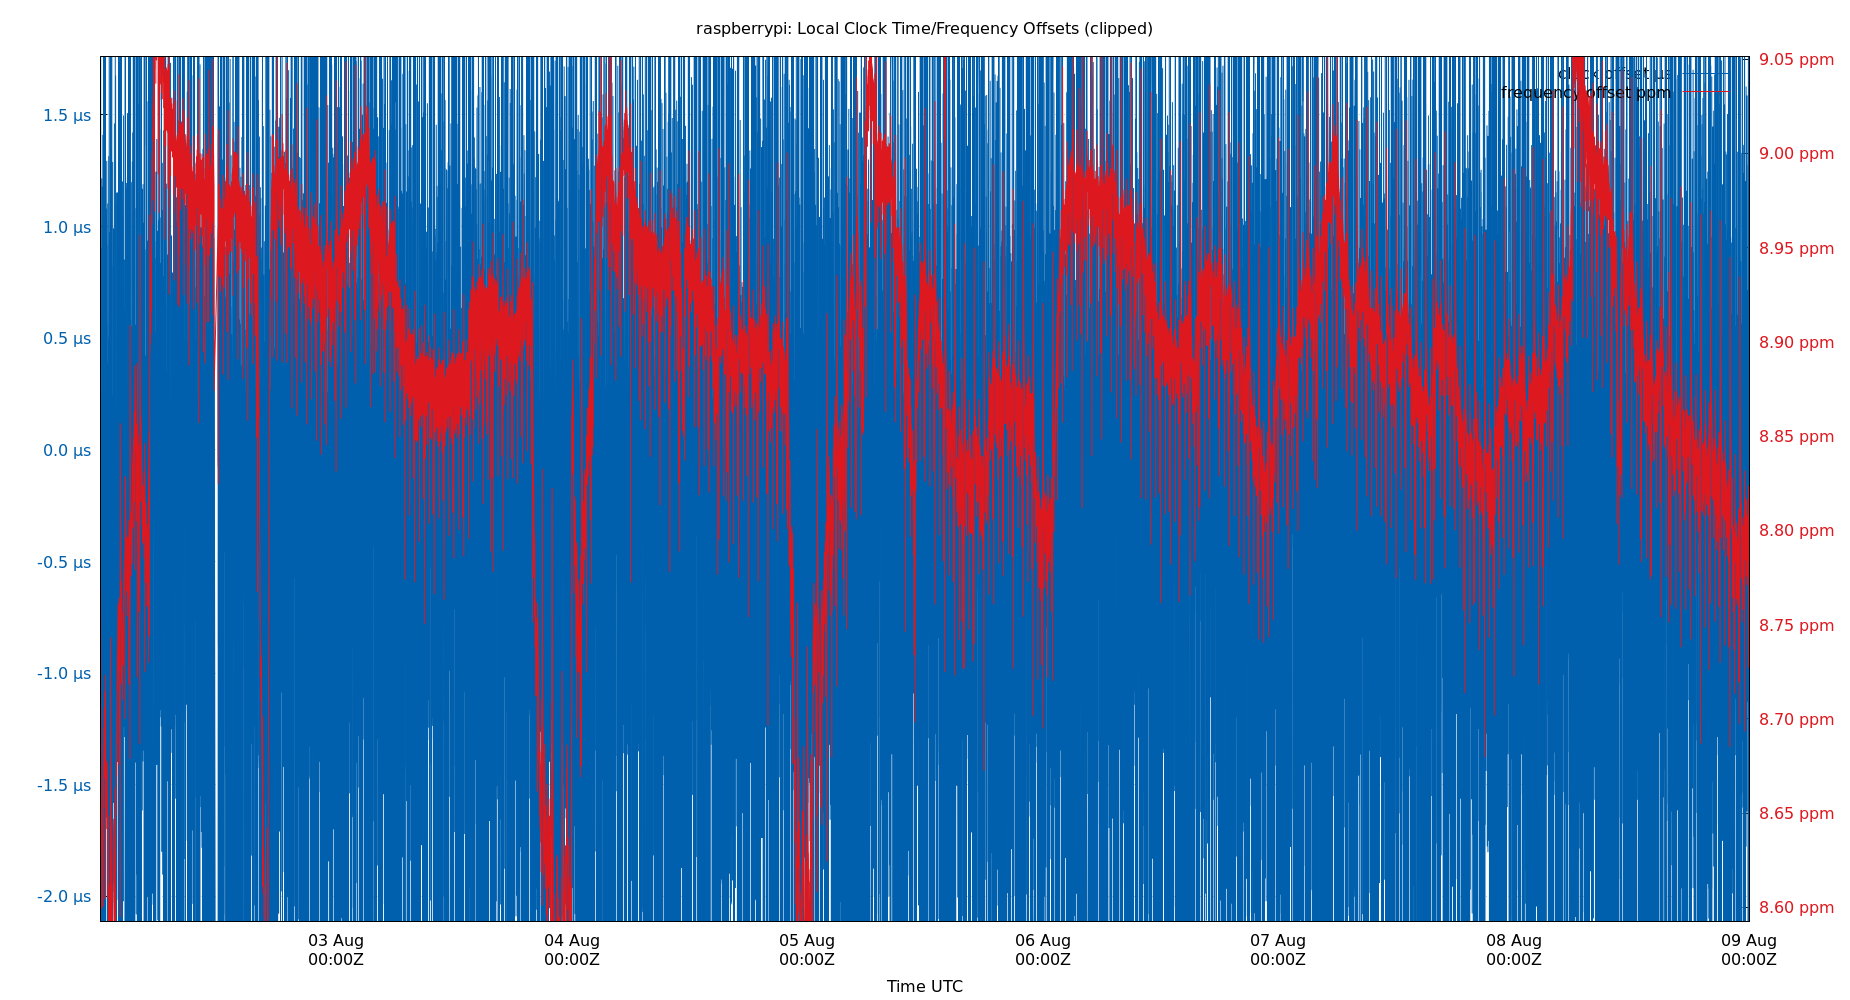 raspberrypi: Local Clock Time/Frequency Offsets (clipped)
clock offset µs
frequency offset ppm
1.5 µs
1.0 µs
0.5 µs
0.0 µs
-0.5 µs
-1.0 µs
-1.5 µs
-2.0 µs
9.05 ppm
9.00 ppm
8.95 ppm
8.90 ppm
8.85 ppm
8.80 ppm
8.75 ppm
8.70 ppm
8.65 ppm
8.60 ppm
03 Aug 04 Aug 05 Aug 06 Aug 07 Aug 08 Aug 09 Aug
00:00Z 00:00Z 00:00Z 00:00Z 00:00Z 00:00Z 00:00Z
Time UTC